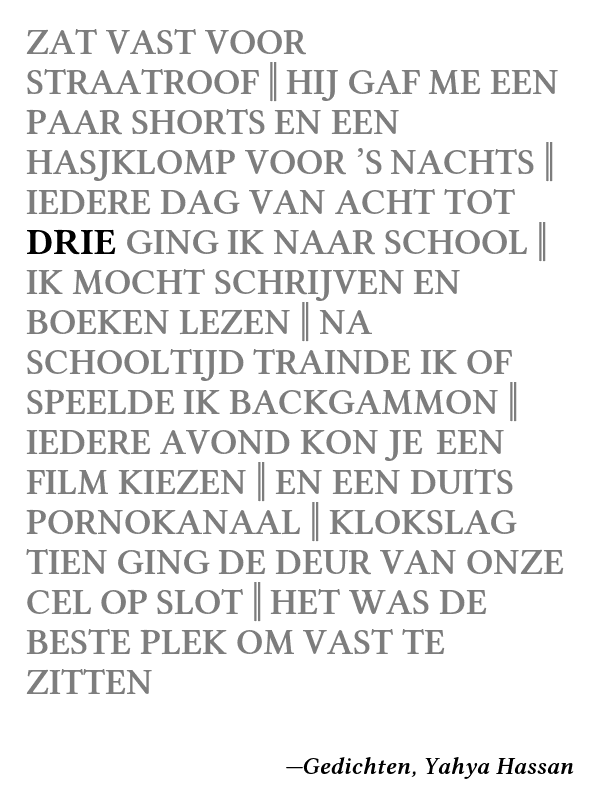 ZAT VAST VOOR
STRAATROOF ‖ HIJ GAF ME EEN
PAAR SHORTS EN EEN
HASJKLOMP VOOR ’S NACHTS ‖
IEDERE DAG VAN ACHT TOT
DRIE GING IK NAAR SCHOOL ‖
IK MOCHT SCHRIJVEN EN
BOEKEN LEZEN ‖ NA
SCHOOLTIJD TRAINDE IK OF
SPEELDE IK BACKGAMMON ‖
IEDERE AVOND KON JE EEN
FILM KIEZEN ‖ EN EEN DUITS
PORNOKANAAL ‖ KLOKSLAG
TIEN GING DE DEUR VAN ONZE
CEL OP SLOT ‖ HET WAS DE
BESTE PLEK OM VAST TE
ZITTEN
—Gedichten, Yahya Hassan